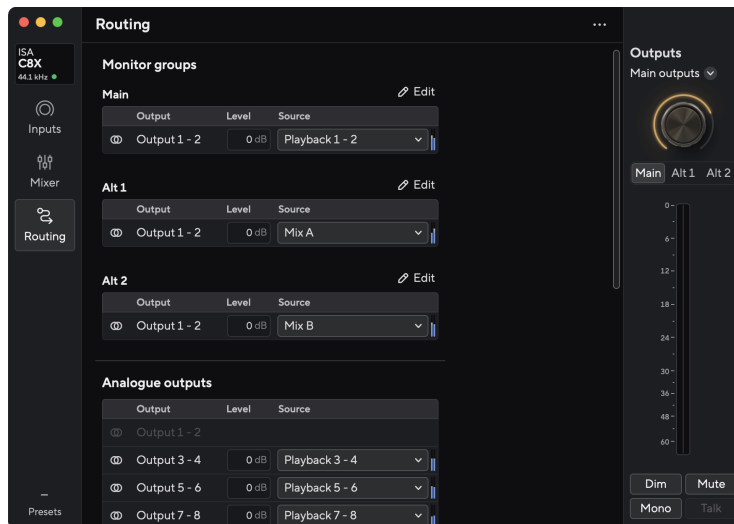 Routing
...
ISA
C8X
44.1 kHz
Inputs
Mixer
Routing
Presets
Monitor groups
Main
Edit
Output Level Source
Output 1 - 2 0 dB Playback 1 - 2
Alt 1
Edit
Output Level Source
Output 1 - 2 0 dB Mix A
Alt 2
Edit
Output Level Source
Output 1 - 2 0 dB Mix B
Analogue outputs
Output Level Source
Output 1 - 2
Output 3 - 4 0 dB Playback 3 - 4
Output 5 - 6 0 dB Playback 5 - 6
Output 7 - 8 0 dB Playback 7 - 8
Outputs
Main outputs
Main Alt 1 Alt 2
0
6
12
18
24
30
36
48
60
Dim Mute
Mono Talk